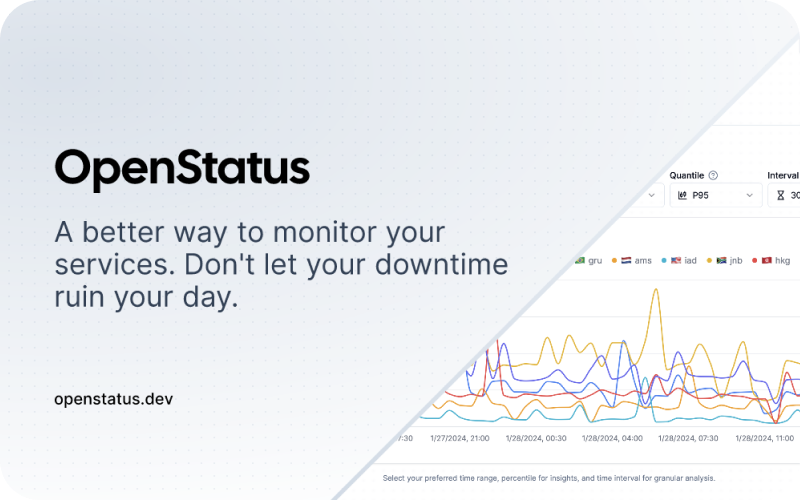 OpenStatus
A better way to monitor your
services. Don't let your downtime
ruin your day.
openstatus.dev
Quantile
Interval
P95
30
gru ams iad jnb hkg
7:30 1/27/2024, 21:00 1/28/2024, 00:30 1/28/2024, 04:00 1/28/2024, 07:30 1/28/2024, 11:00
Select your preferred time range, percentile for insights, and time interval for granular analysis.